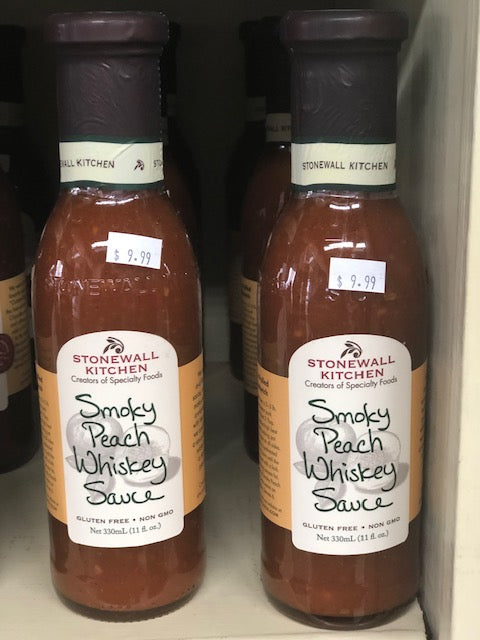 WALL KITCHEN
STONEWALL KITCHEN
$ 9.99
$ 9.99
STONEWALL
KITCHEN
Creators of Specialty Foods
Smoky
Peach
Whiskey
Sauce
GLUTEN FREE • NON GMO
Net 330mL (11 fl. oz.)
STONEWALL
KITCHEN
Creators of Specialty Foods
Smoky
Peach
Whiskey
Sauce
GLUTEN FREE • NON GMO
Net 330mL (11 fl. oz.)